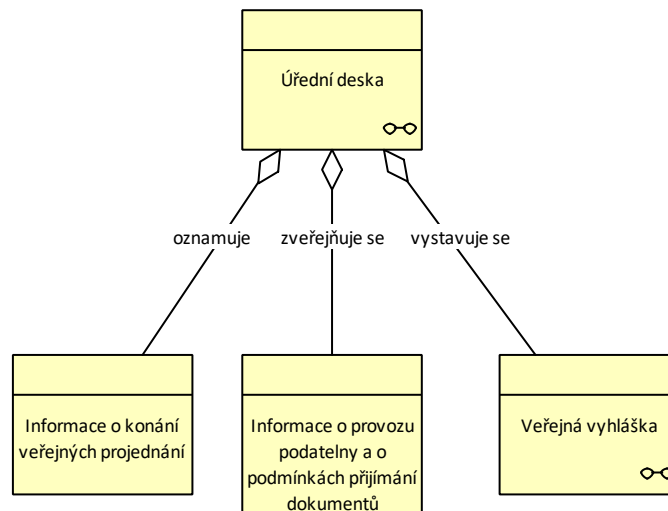 Úřední deska
oznamuje
zveřejňuje se
vystavuje se
Informace o konání
veřejných projednání
Informace o provozu
podatelny a o
podmínkách přijímání
dokumentů
Veřejná vyhláška